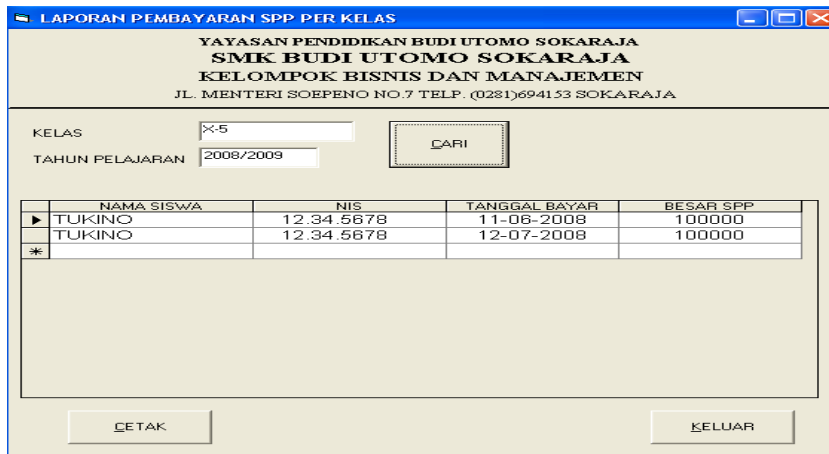 LAPORAN PEMBAYARAN SPP PER KELAS
YAYASAN PENDIDIKAN BUDI UTOMO SOKARAJA
SMK BUDI UTOMO SOKARAJA
KELOMPOK BISNIS DAN MANAJEMEN
JL. MENTERI SOEPENO NO.7 TELP. (0281)694153 SOKARAJA
KELAS X-5
TAHUN PELAJARAN 2008/2009
CARI
NAMA SISWA NIS TANGGAL BAYAR BESAR SPP
TUKINO 12.34.5678 11-06-2008 100000
TUKINO 12.34.5678 12-07-2008 100000
CETAK KELUAR